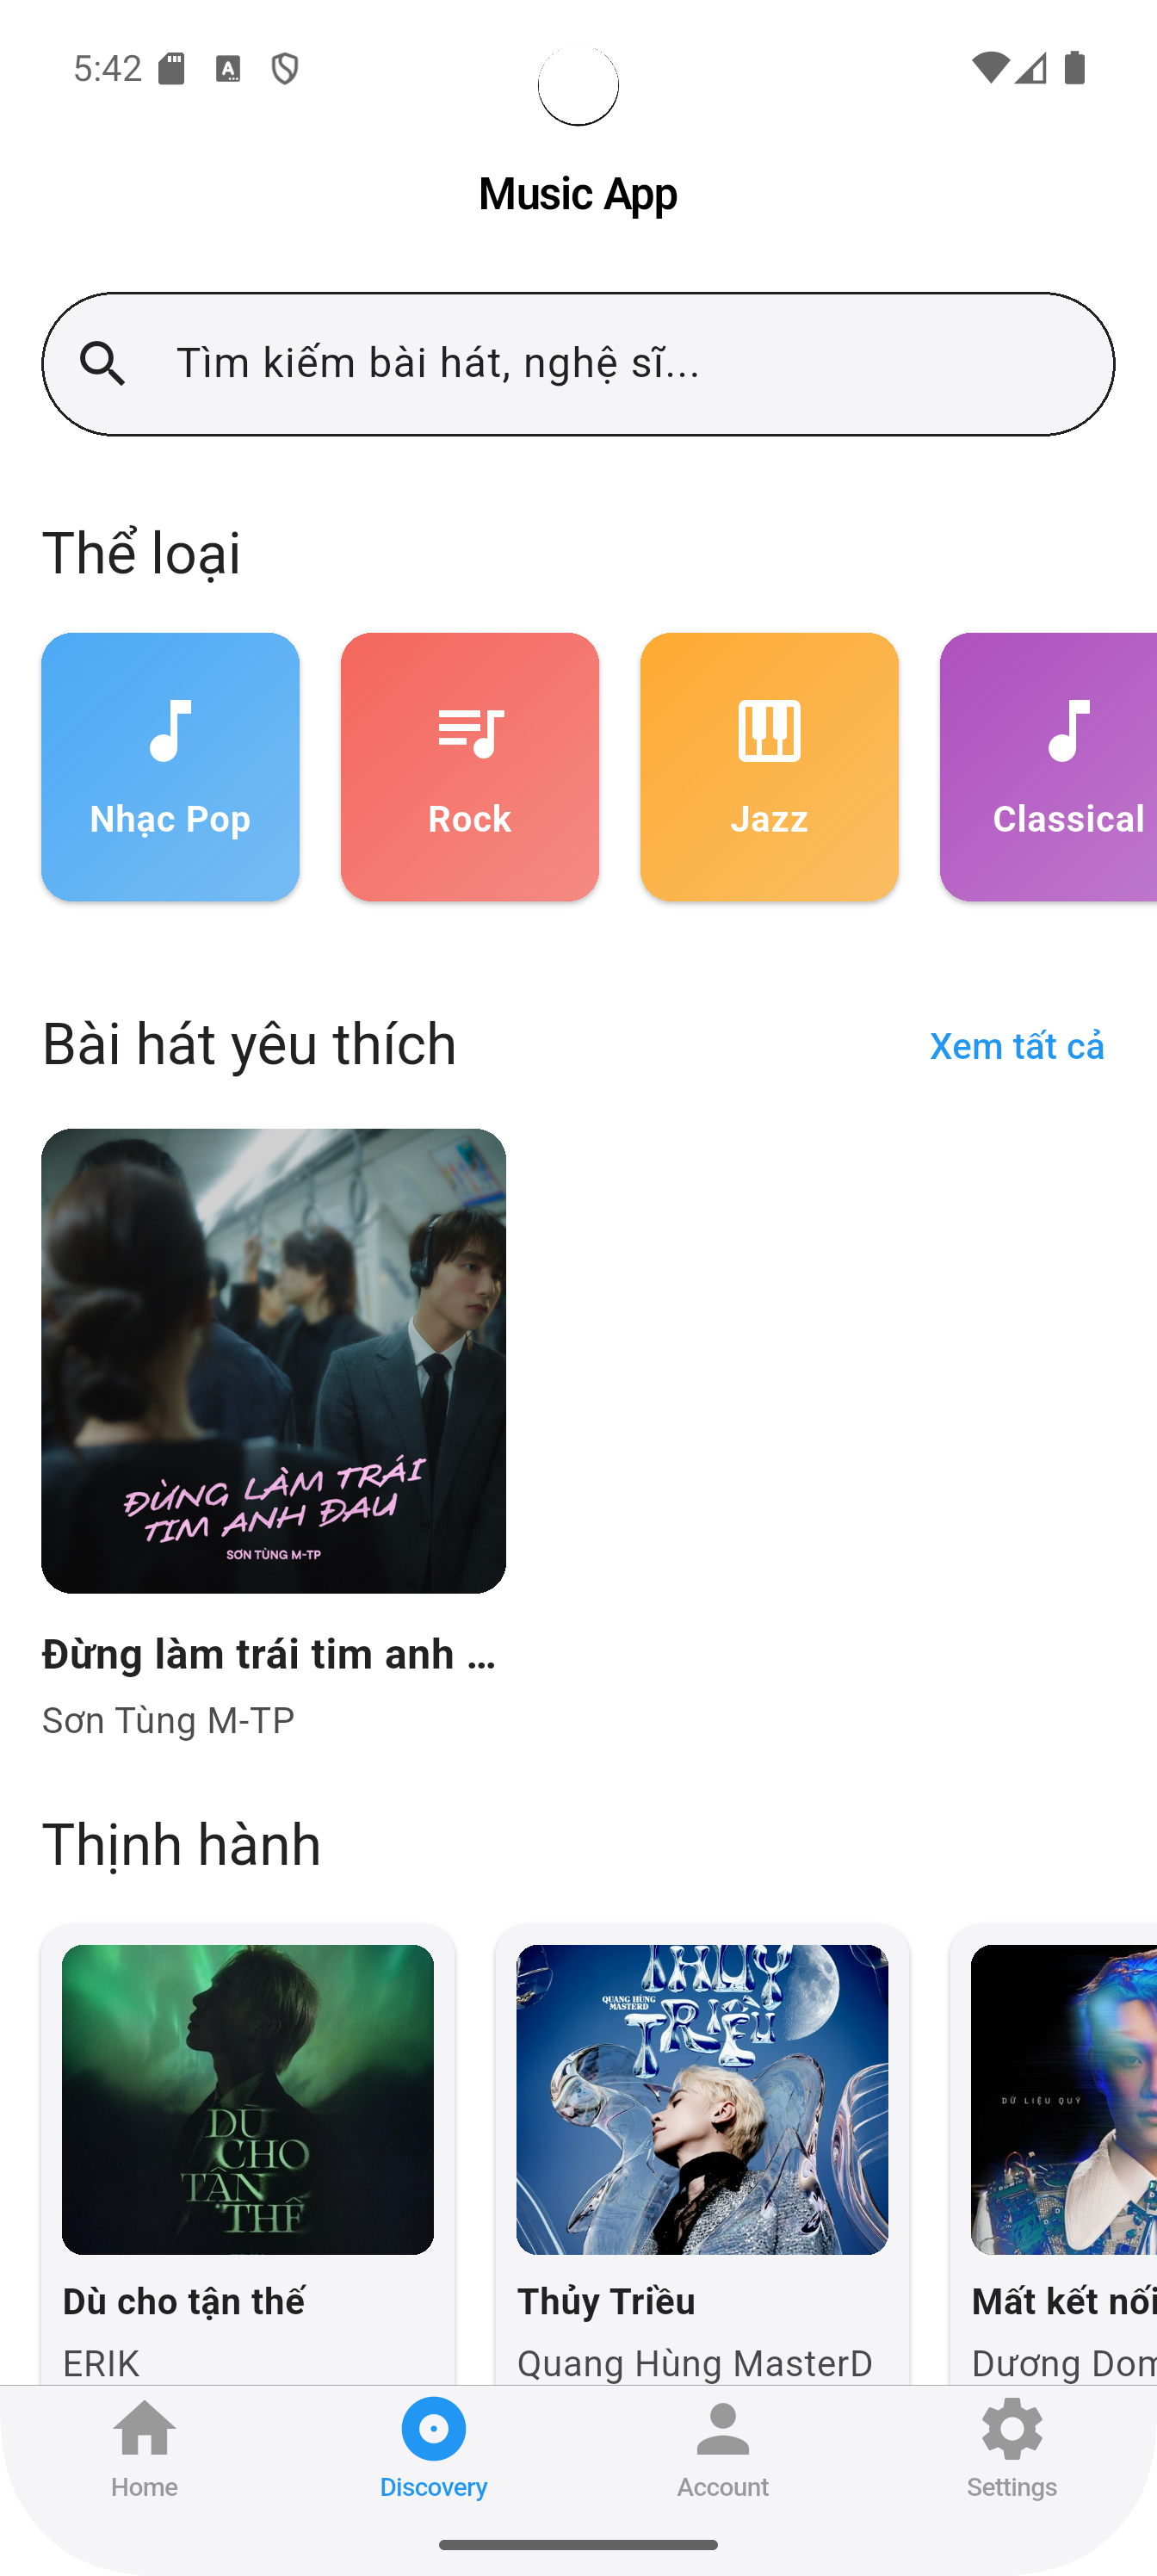 5:42
Music App
Tìm kiếm bài hát, nghệ sĩ...
Thể loại
Nhạc Pop
Rock
Jazz
Classical
Bài hát yêu thích
Xem tất cả
ĐỪNG LÀM TRÁI
TIM ANH ĐAU
SƠN TÙNG M-TP
Đừng làm trái tim anh ...
Sơn Tùng M-TP
Thịnh hành
DÙ
CHO
TẬN
THẾ
QUANG HÙNG
MASTERD
THỦY
TRIỀU
DỮ LIỆU QUÝ
Dù cho tận thế
Thủy Triều
Mất kết nối
ERIK
Quang Hùng MasterD
Dương Dom
Home
Discovery
Account
Settings